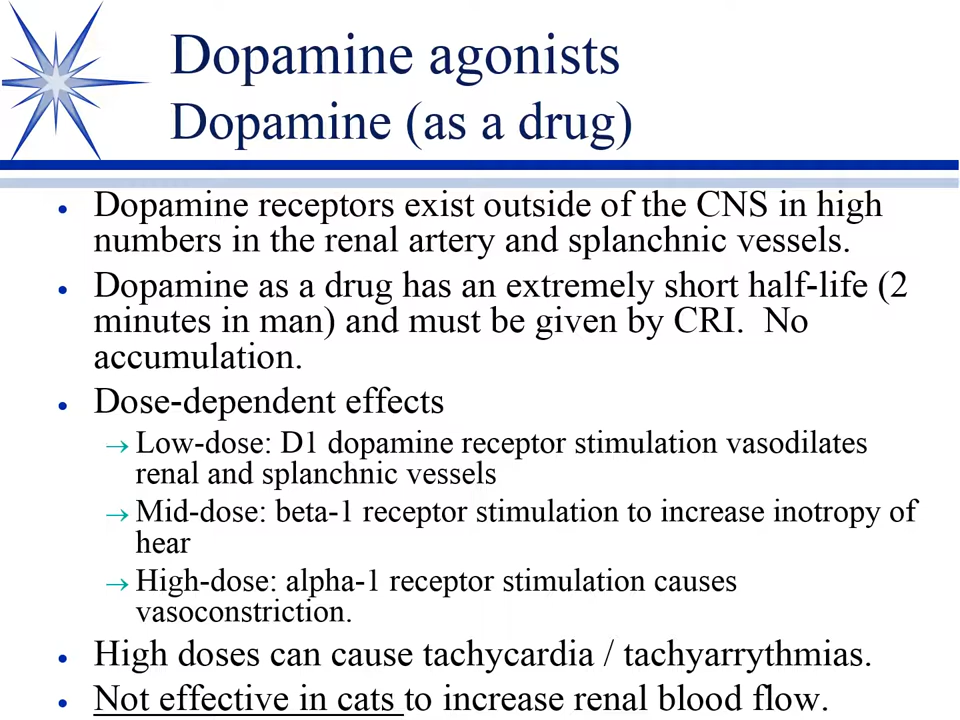 Dopamine agonists
Dopamine (as a drug)
• Dopamine receptors exist outside of the CNS in high
numbers in the renal artery and splanchnic vessels.
• Dopamine as a drug has an extremely short half-life (2
minutes in man) and must be given by CRI.  No
accumulation.
• Dose-dependent effects
→ Low-dose: D1 dopamine receptor stimulation vasodilates
renal and splanchnic vessels
→ Mid-dose: beta-1 receptor stimulation to increase inotropy of
hear
→ High-dose: alpha-1 receptor stimulation causes
vasoconstriction.
• High doses can cause tachycardia / tachyarrythmias.
• Not effective in cats to increase renal blood flow.